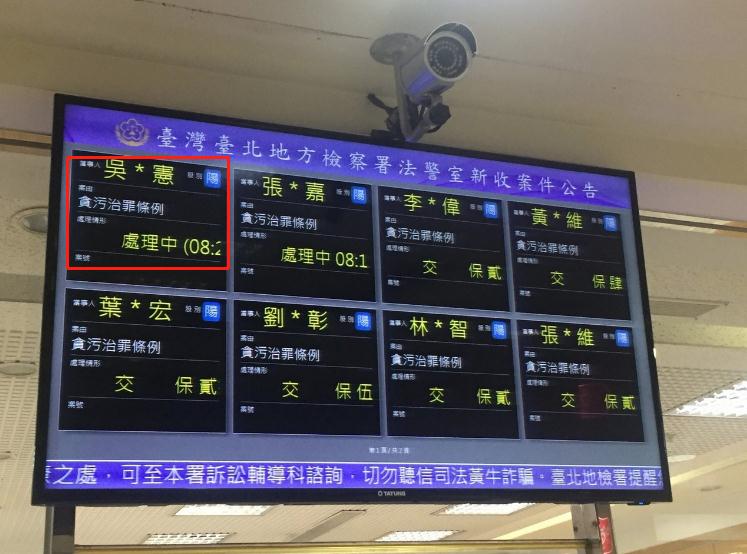 臺灣臺北地方檢察署法警室新收案件公告
當事人 吳*憲 股別 陽
案由
貪污治罪條例
處理情形
處理中 (08:2
案號
當事人 張*嘉 股別 陽
案由
貪污治罪條例
處理情形
處理中 08:1
案號
當事人 李*偉 股別 陽
案由
貪污治罪條例
處理情形
交 保貳
案號
當事人 黃*維 股別 陽
案由
貪污治罪條例
處理情形
交 保肆
案號
當事人 葉*宏 股別 陽
案由
貪污治罪條例
處理情形
交 保貳
案號
當事人 劉*彰 股別 陽
案由
貪污治罪條例
處理情形
交 保伍
案號
當事人 林*智 股別 陽
案由
貪污治罪條例
處理情形
交 保貳
案號
當事人 張*維 股別 陽
案由
貪污治罪條例
處理情形
交 保貳
案號
第1頁/共2頁
之處，可至本署訴訟輔導科諮詢，切勿聽信司法黃牛詐騙。臺北地檢署提醒
TATUNG